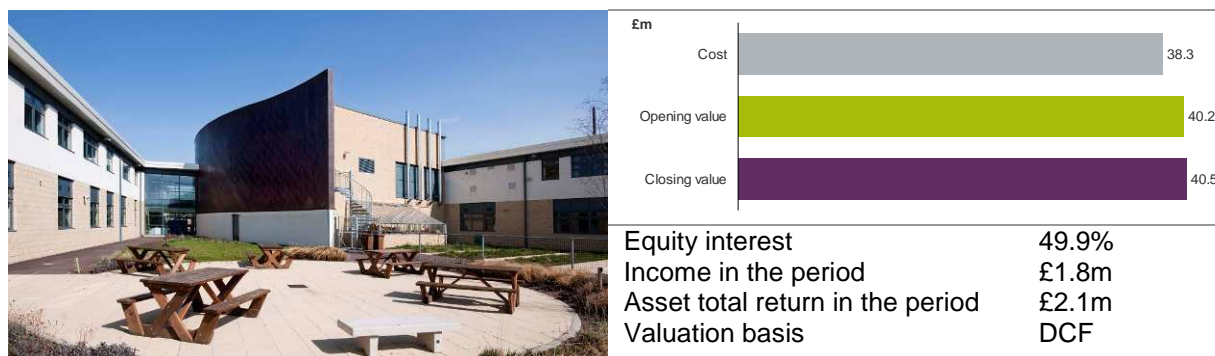 £m
Cost 38.3
Opening value 40.2
Closing value 40.5
Equity interest 49.9%
Income in the period £1.8m
Asset total return in the period £2.1m
Valuation basis DCF